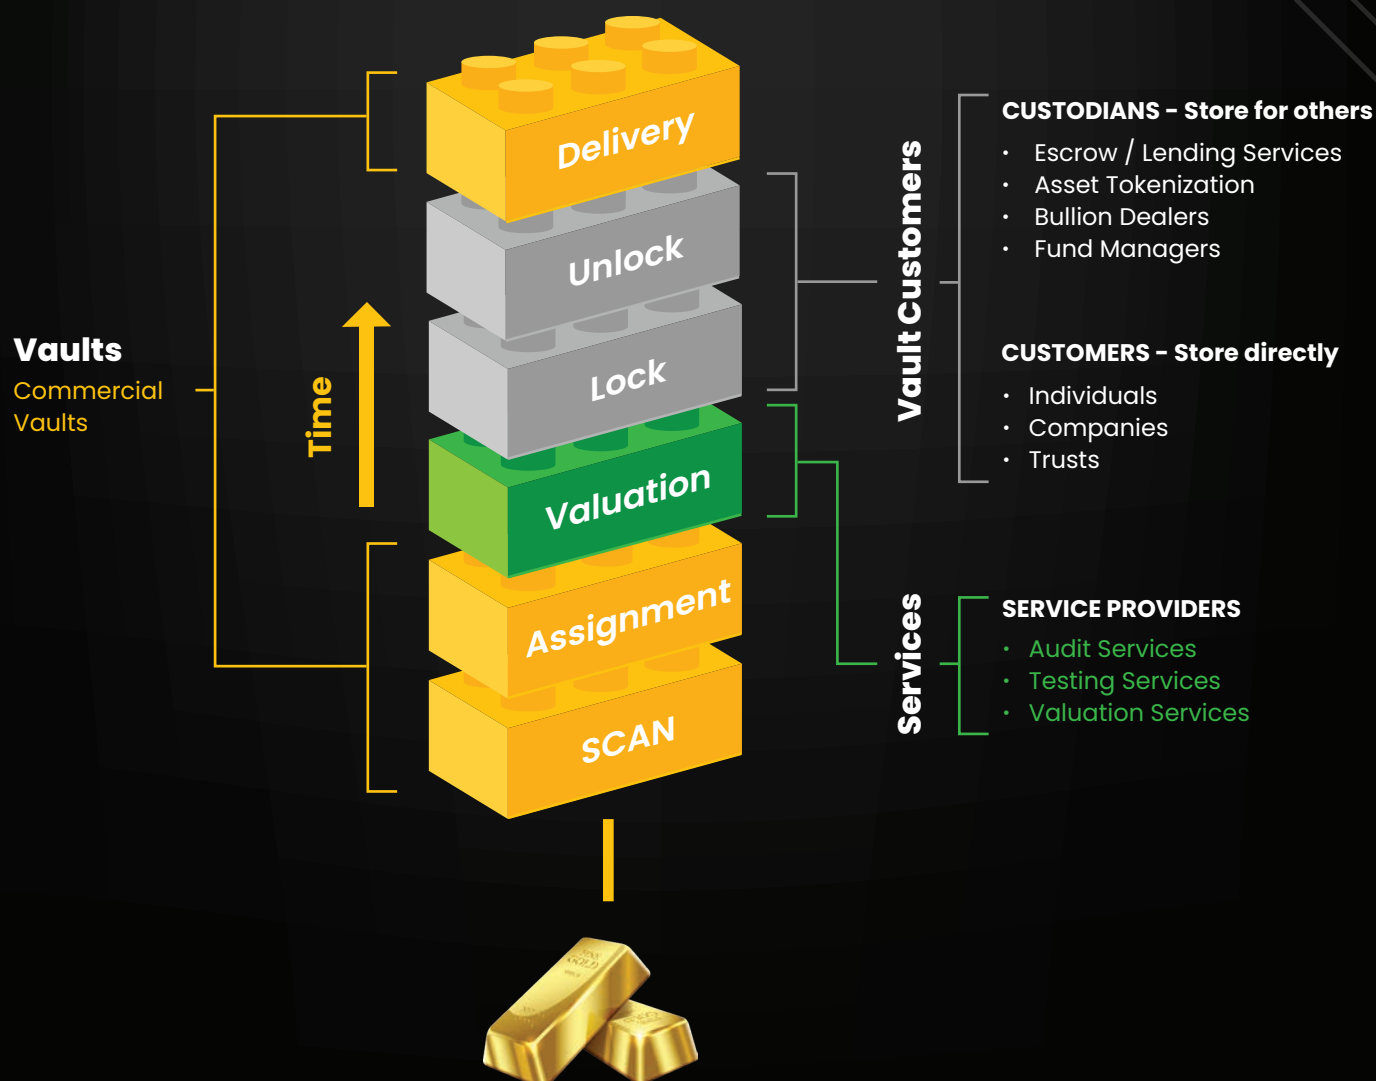 Vaults
Commercial
Vaults
Time
Delivery
Unlock
Lock
Valuation
Assignment
SCAN
Vault Customers
CUSTODIANS - Store for others
• Escrow / Lending Services
• Asset Tokenization
• Bullion Dealers
• Fund Managers
CUSTOMERS - Store directly
• Individuals
• Companies
• Trusts
Services
SERVICE PROVIDERS
• Audit Services
• Testing Services
• Valuation Services
GOLD